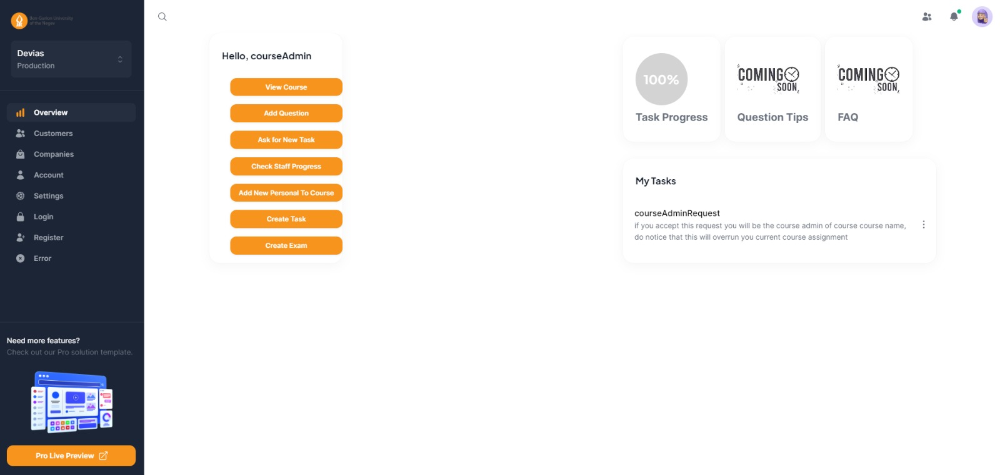 Ben-Gurion University
of the Negev
Devias
Production
Overview
Customers
Companies
Account
Settings
Login
Register
Error
Need more features?
Check out our Pro solution template.
Pro Live Preview
Hello, courseAdmin
View Course
Add Question
Ask for New Task
Check Staff Progress
Add New Personal To Course
Create Task
Create Exam
100%
Task Progress
COMING
SOON
Question Tips
COMING
SOON
FAQ
My Tasks
courseAdminRequest
if you accept this request you will be the course admin of course course name,
do notice that this will overrun you current course assignment